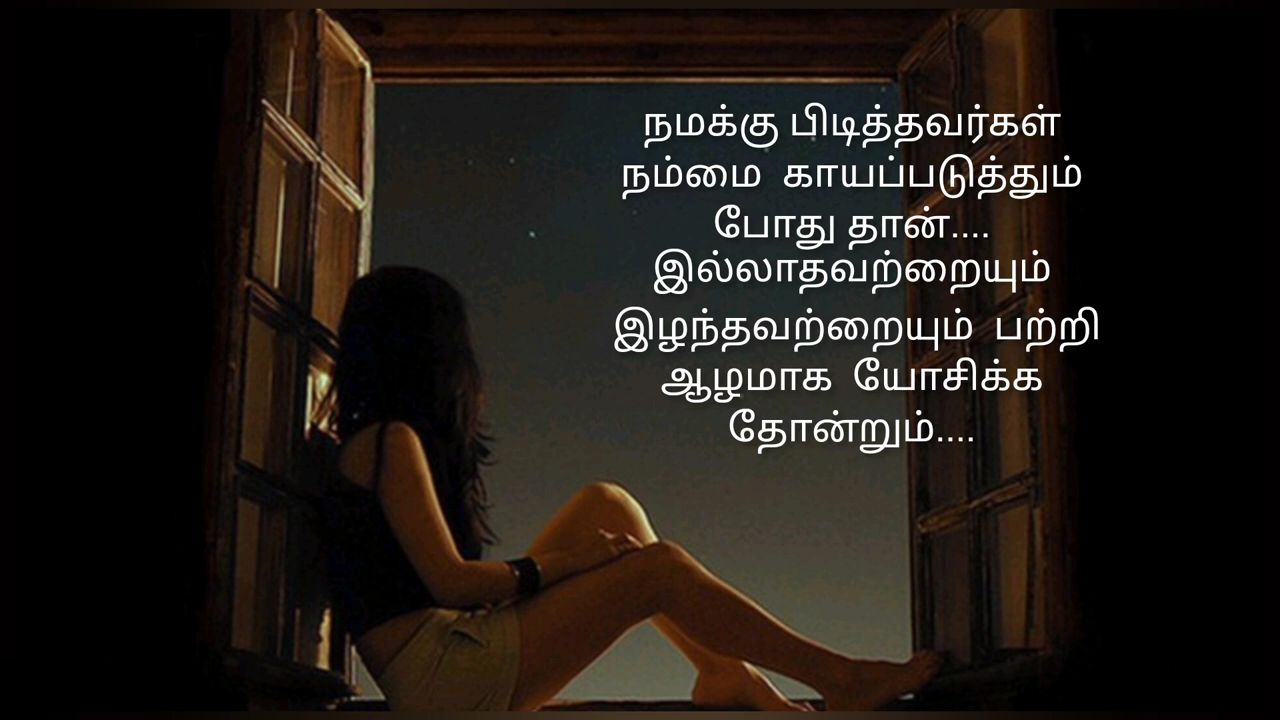 நமக்கு பிடித்தவர்கள்
நம்மை காயப்படுத்தும்
போது தான்....
இல்லாதவற்றையும்
இழந்தவற்றையும் பற்றி
ஆழமாக யோசிக்க
தோன்றும்....